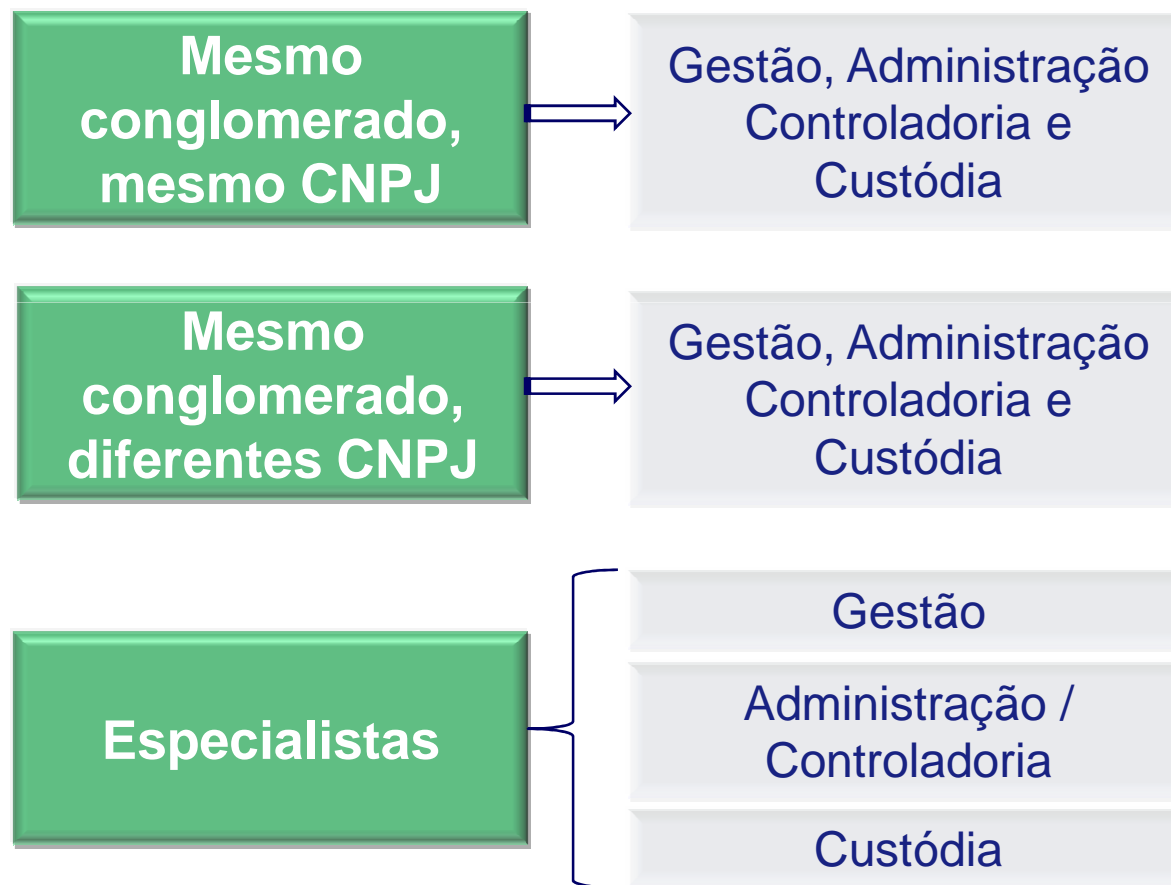 Mesmo
conglomerado,
mesmo CNPJ
Gestão, Administração
Controladoria e
Custódia
Mesmo
conglomerado,
diferentes CNPJ
Gestão, Administração
Controladoria e
Custódia
Especialistas
Gestão
Administração /
Controladoria
Custódia